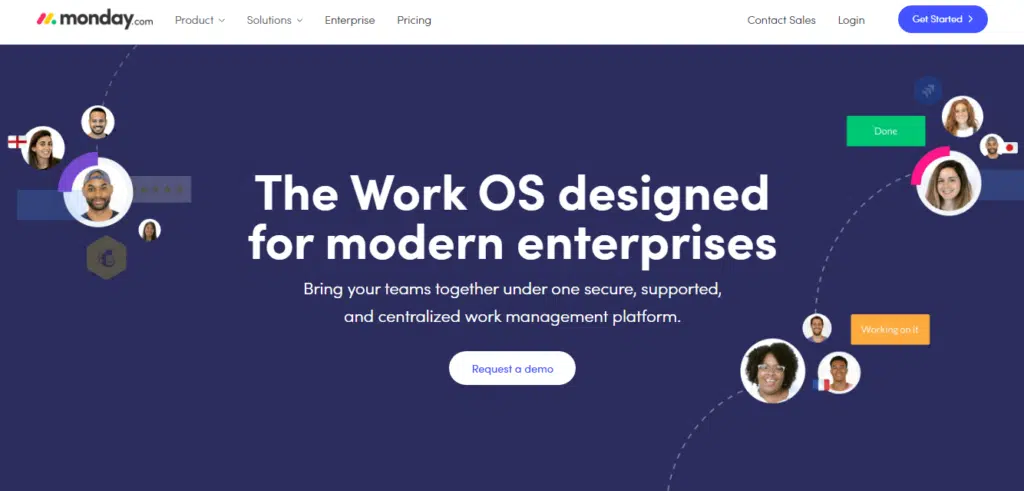 monday.com
Product
Solutions
Enterprise
Pricing
Contact Sales
Login
Get Started
Done
The Work OS designed
for modern enterprises
Bring your teams together under one secure, supported,
and centralized work management platform.
Working on it
Request a demo